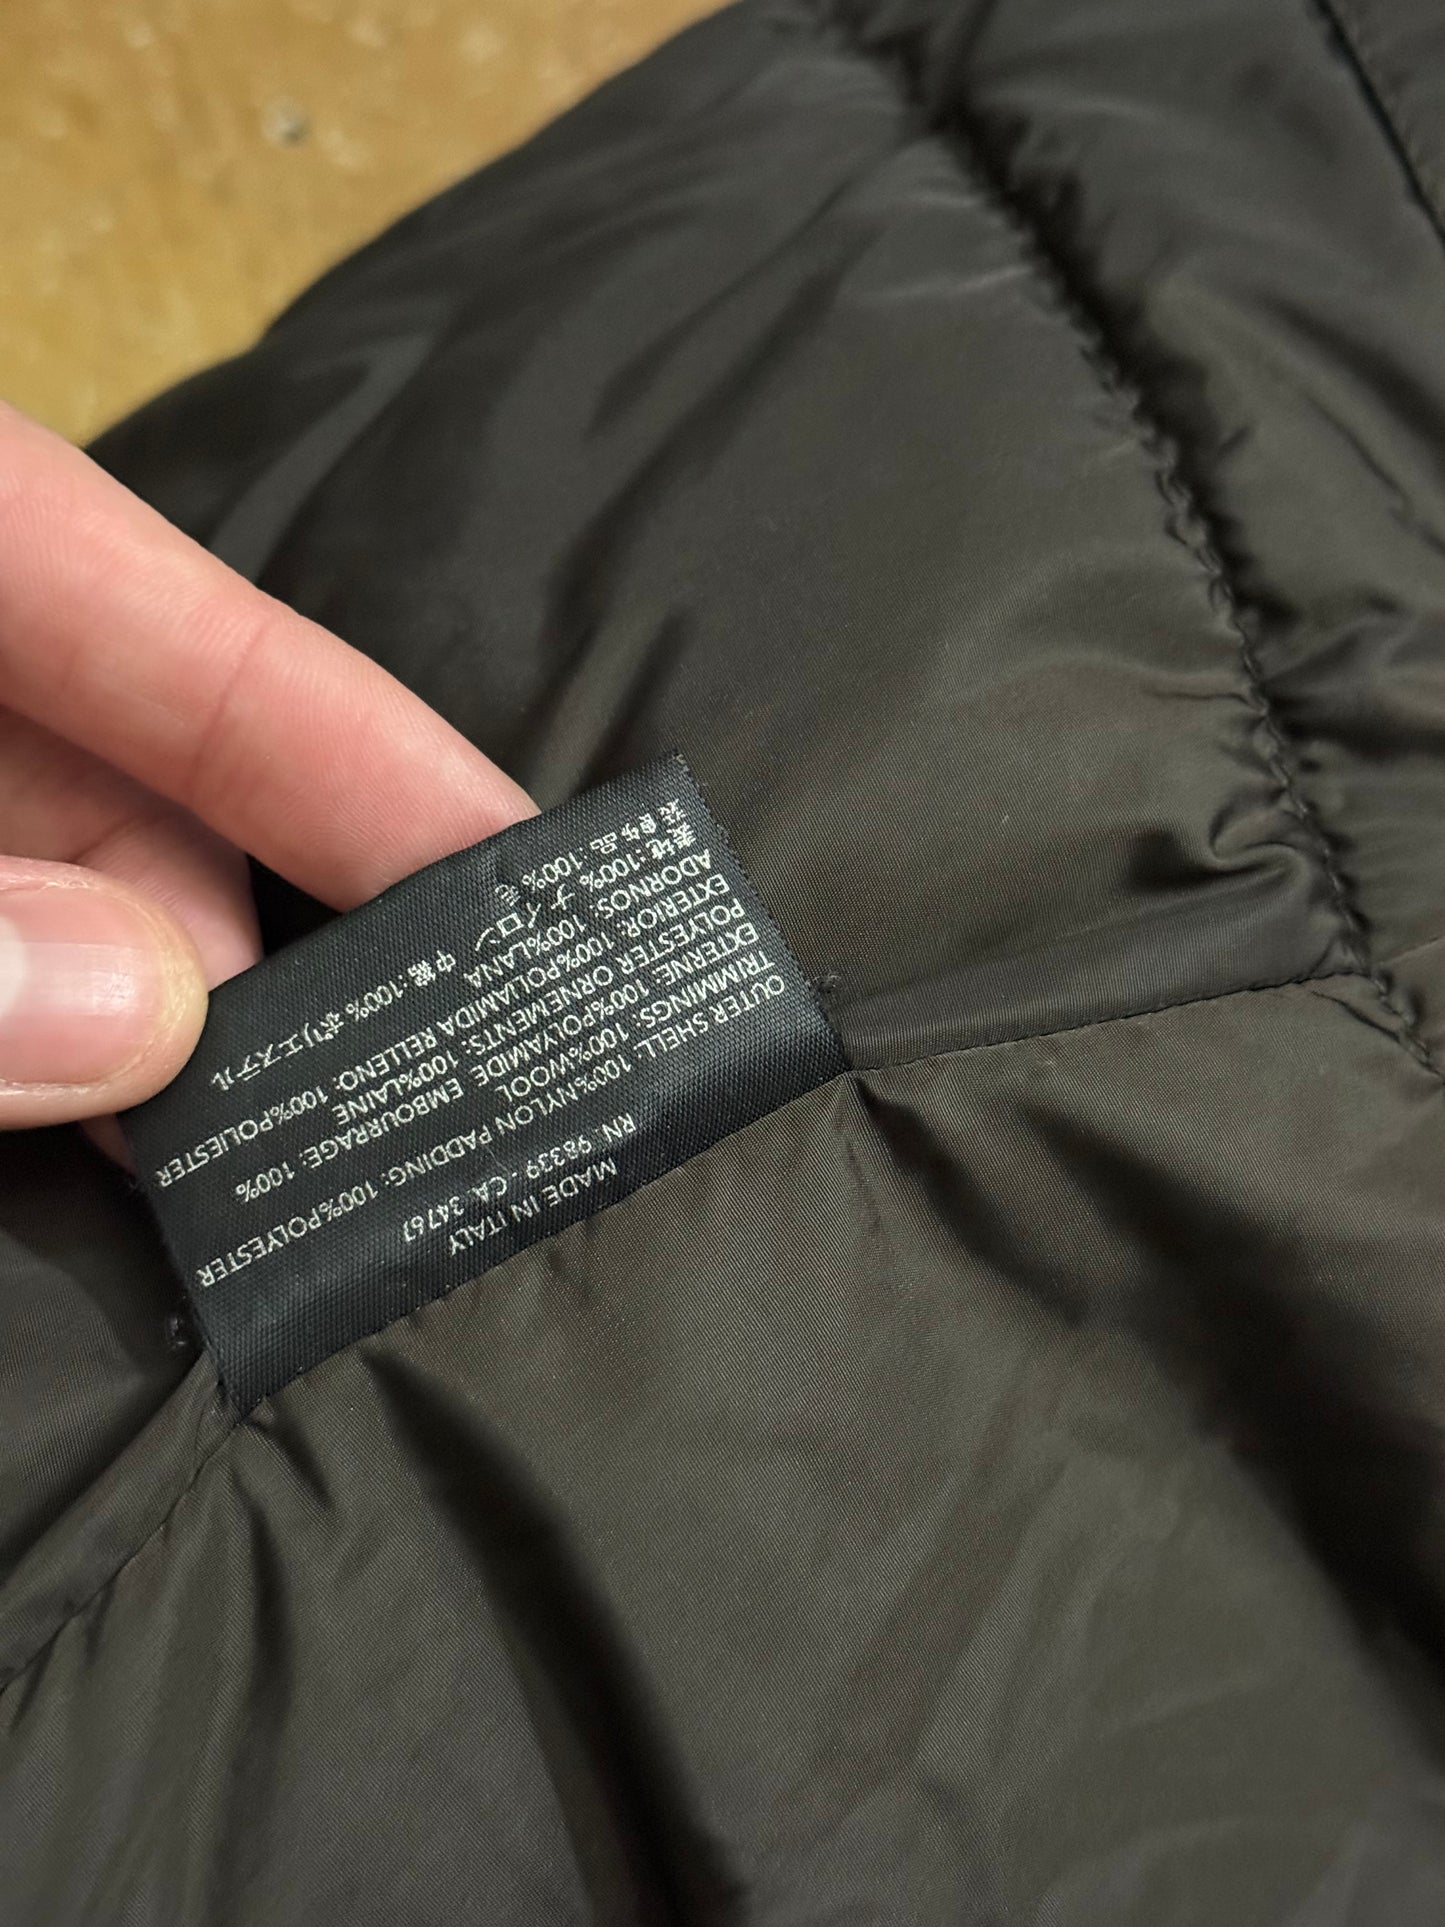 MADE IN ITALY
RN: 98339 - CA: 34767
OUTER SHELL: 100%NYLON PADDING: 100%POLYESTER
TRIMMINGS: 100%WOOL
EXTERNE: 100%POLYAMIDE EMBOURRAGE: 100%
POLYESTER ORNEMENTS: 100%LAINE
EXTERIOR: 100%POLIAMIDA RELLENO: 100%POLIESTER
ADORNOS: 100%LANA
表地:100% ナイロン 中綿:100% ポリエステル
装飾品:100% 毛